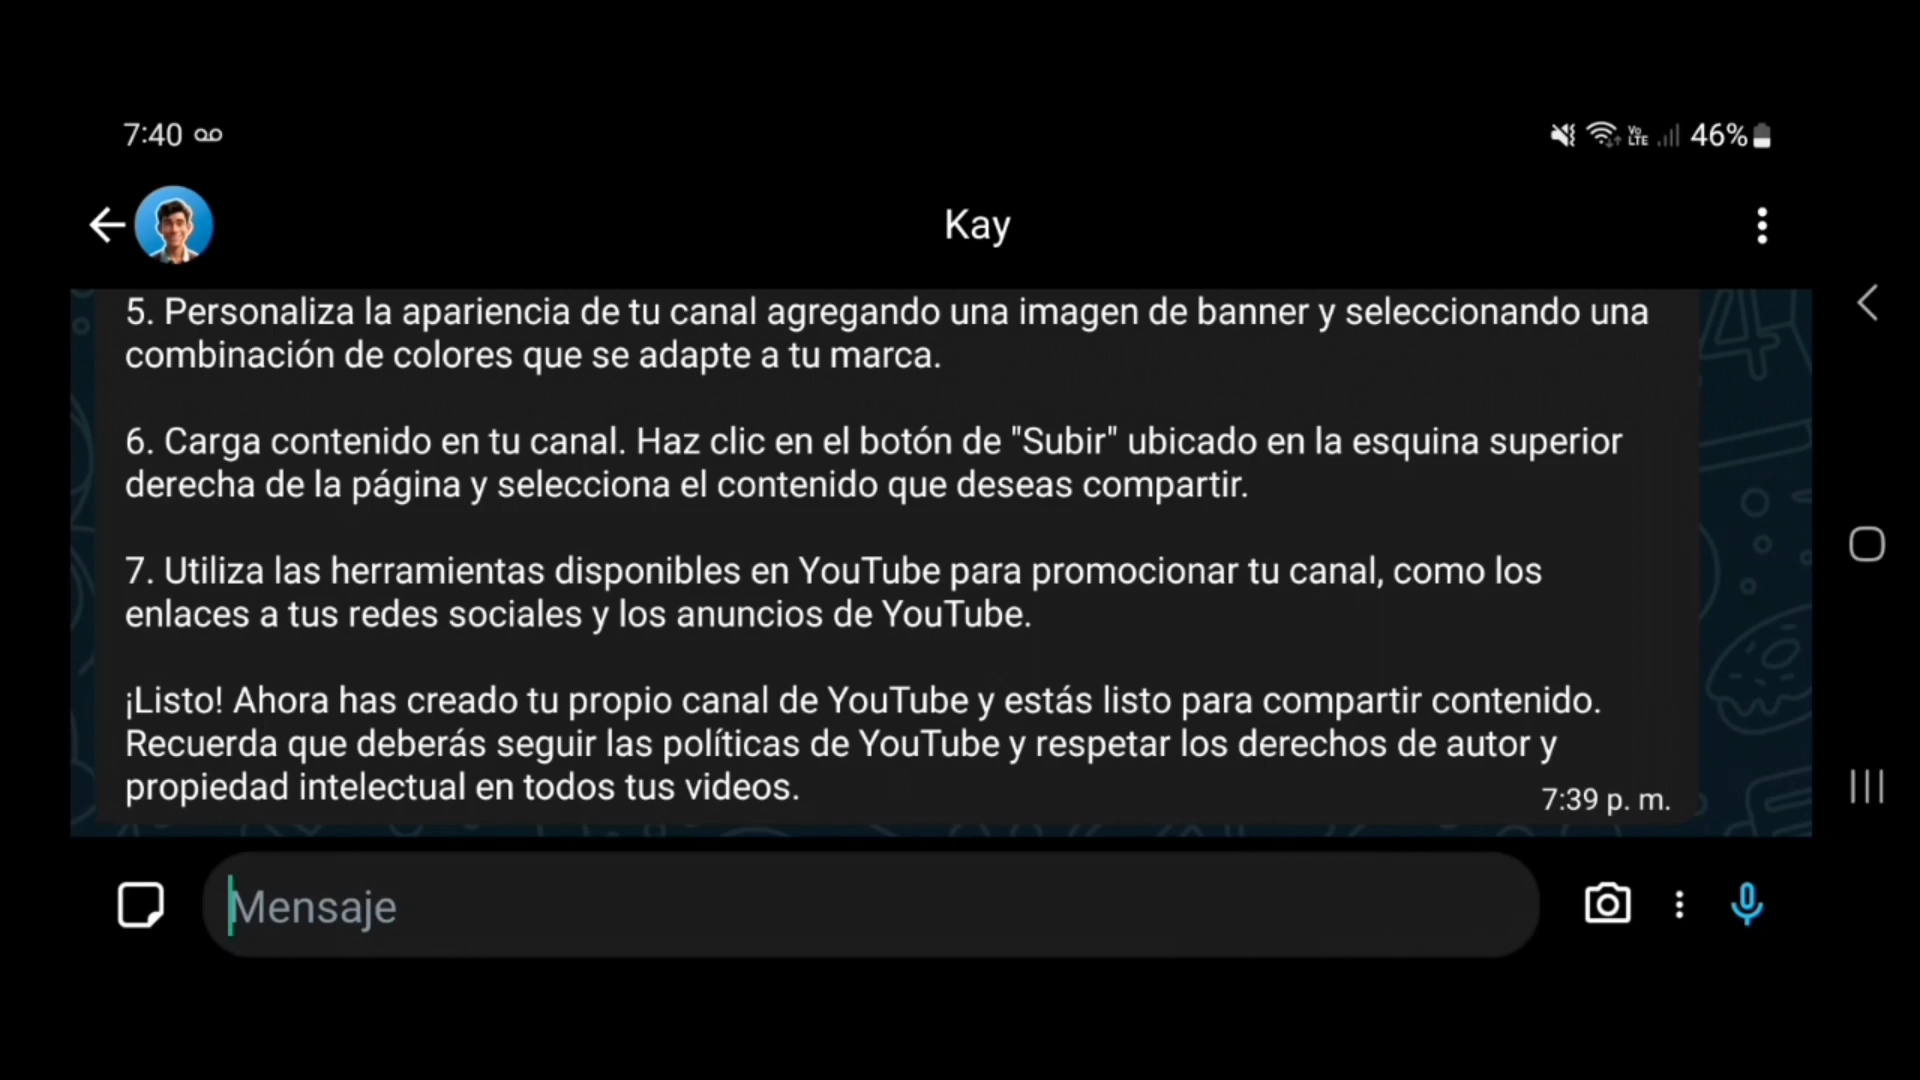 7:40
Vo LTE 46%
Kay
5. Personaliza la apariencia de tu canal agregando una imagen de banner y seleccionando una
combinación de colores que se adapte a tu marca.
6. Carga contenido en tu canal. Haz clic en el botón de "Subir" ubicado en la esquina superior
derecha de la página y selecciona el contenido que deseas compartir.
7. Utiliza las herramientas disponibles en YouTube para promocionar tu canal, como los
enlaces a tus redes sociales y los anuncios de YouTube.
¡Listo! Ahora has creado tu propio canal de YouTube y estás listo para compartir contenido.
Recuerda que deberás seguir las políticas de YouTube y respetar los derechos de autor y
propiedad intelectual en todos tus videos.
7:39 p. m.
Mensaje